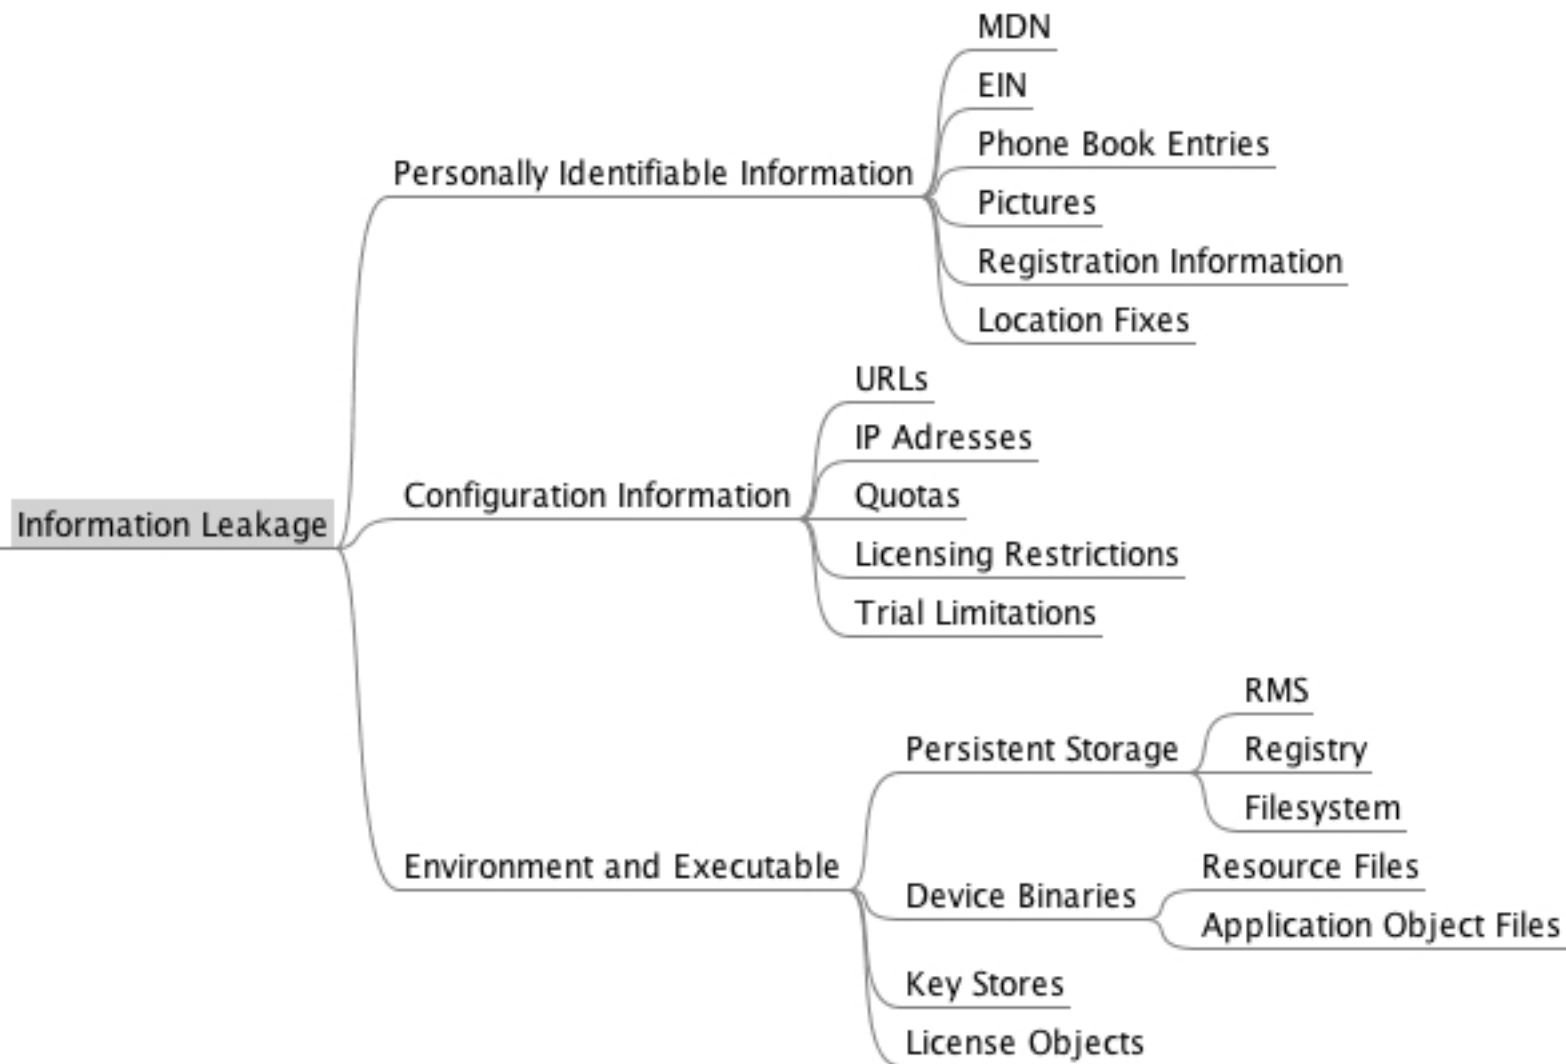 MDN
EIN
Phone Book Entries
Personally Identifiable Information
Pictures
Registration Information
Location Fixes
URLs
IP Adresses
Configuration Information
Quotas
Information Leakage
Licensing Restrictions
Trial Limitations
RMS
Persistent Storage
Registry
Filesystem
Environment and Executable
Resource Files
Device Binaries
Application Object Files
Key Stores
License Objects